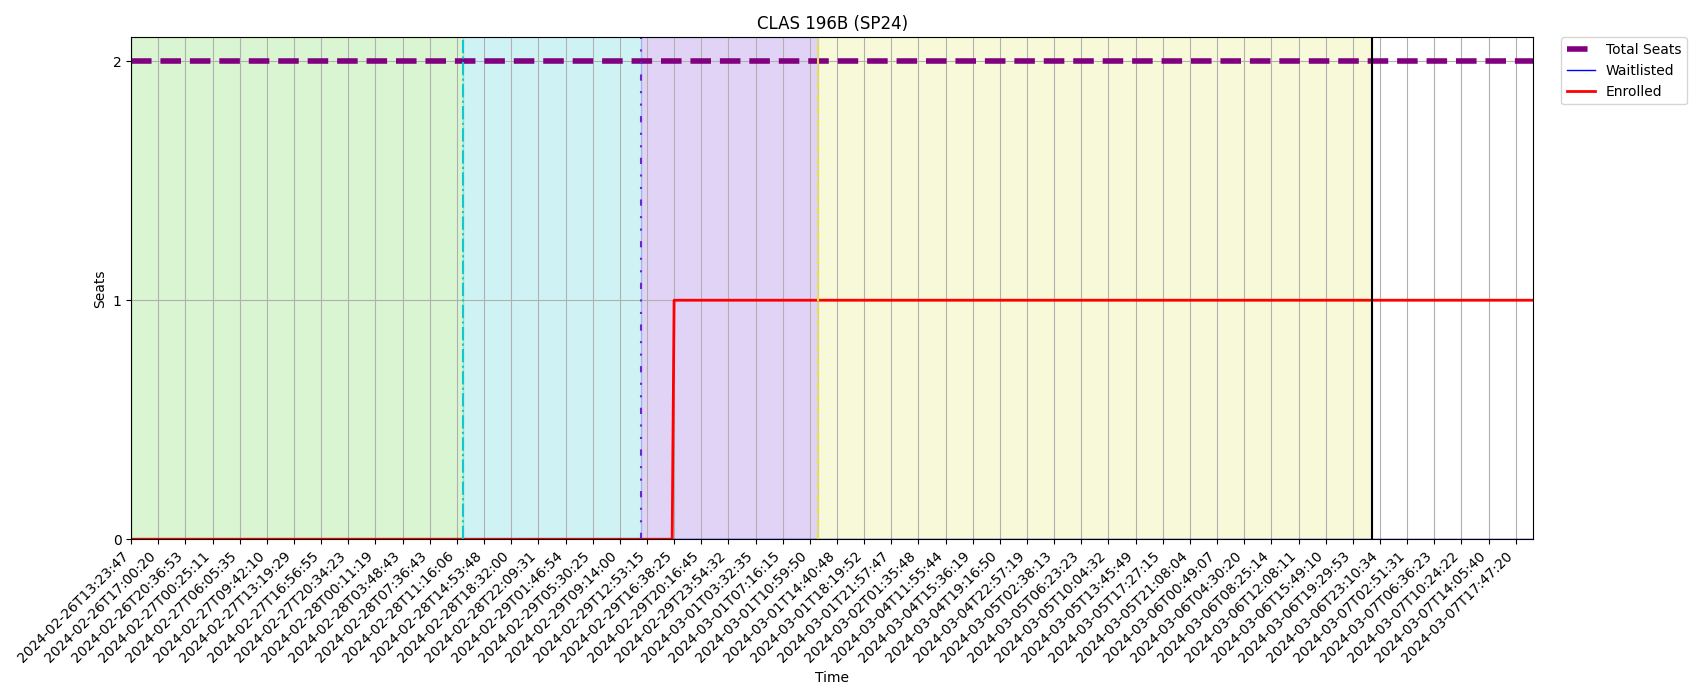 CLAS 196B (SP24)
Total Seats
Waitlisted
Enrolled
2
1
0
Seats
2024-02-26T13:23:47
2024-02-26T17:00:20
2024-02-26T20:36:53
2024-02-27T00:25:11
2024-02-27T06:05:35
2024-02-27T09:42:10
2024-02-27T13:19:29
2024-02-27T16:56:55
2024-02-27T20:34:23
2024-02-28T00:11:19
2024-02-28T03:48:43
2024-02-28T07:36:43
2024-02-28T11:16:06
2024-02-28T14:53:48
2024-02-28T18:32:00
2024-02-28T22:09:31
2024-02-29T01:46:54
2024-02-29T05:30:25
2024-02-29T09:14:00
2024-02-29T12:53:15
2024-02-29T16:38:25
2024-02-29T20:16:45
2024-02-29T23:54:32
2024-03-01T03:32:35
2024-03-01T07:16:15
2024-03-01T10:59:50
2024-03-01T14:40:48
2024-03-01T18:19:52
2024-03-01T21:57:47
2024-03-02T01:35:48
2024-03-04T11:55:44
2024-03-04T15:36:19
2024-03-04T19:16:50
2024-03-04T22:57:19
2024-03-05T02:38:13
2024-03-05T06:23:23
2024-03-05T10:04:32
2024-03-05T13:45:49
2024-03-05T17:27:15
2024-03-05T21:08:04
2024-03-06T00:49:07
2024-03-06T04:30:20
2024-03-06T08:25:14
2024-03-06T12:08:11
2024-03-06T15:49:10
2024-03-06T19:29:53
2024-03-06T23:10:34
2024-03-07T02:51:31
2024-03-07T06:36:23
2024-03-07T10:24:22
2024-03-07T14:05:40
2024-03-07T17:47:20
Time